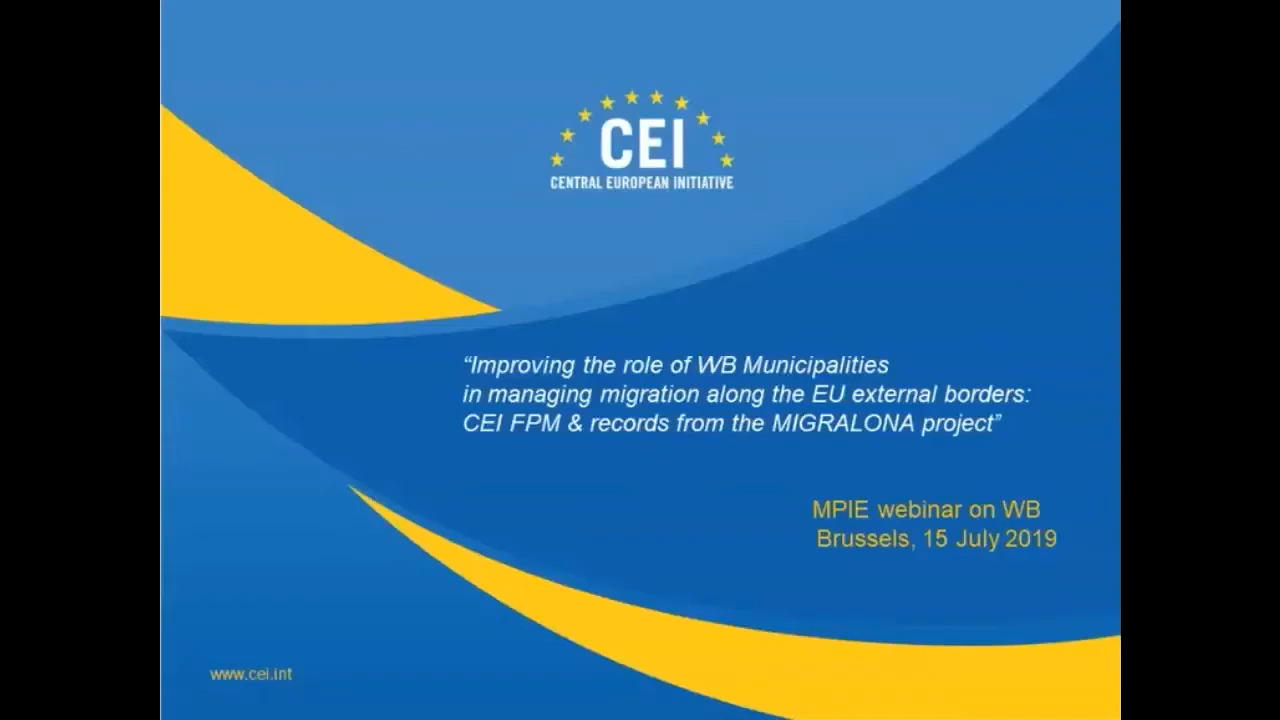 CEI
CENTRAL EUROPEAN INITIATIVE
“Improving the role of WB Municipalities
in managing migration along the EU external borders:
CEI FPM & records from the MIGRALONA project”
MPIE webinar on WB
Brussels, 15 July 2019
www.cei.int